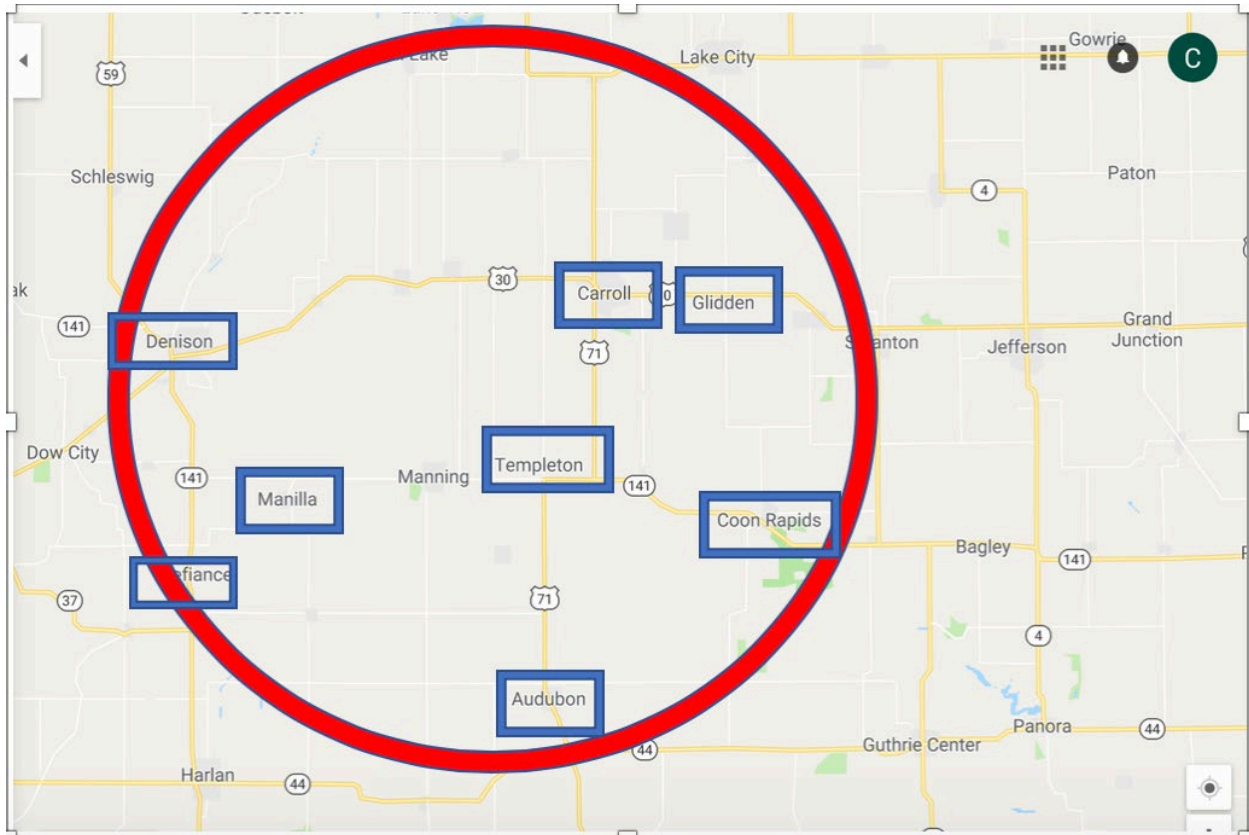 Lake City
Gowrie
C
Lake
59
Schleswig
4
Paton
30
Carroll
Glidden
141
Denison
Grand
Junction
71
Jefferson
Dow City
141
Manning
Templeton
141
Manilla
Coon Rapids
Bagley
141
efiance
37
71
4
Audubon
Panora
44
Guthrie Center
44
Harlan
44